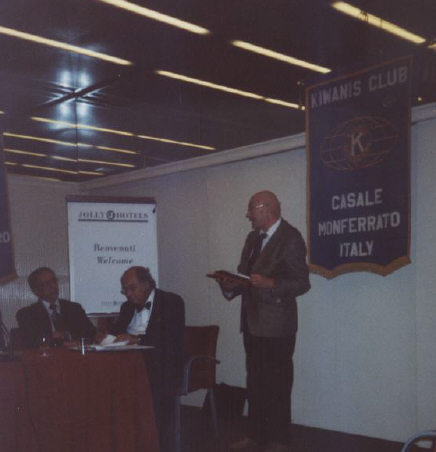 KIWANIS CLUB
K
CASALE
MONFERRATO
ITALY
JOLLY HOTELS
Benvenuti
Welcome